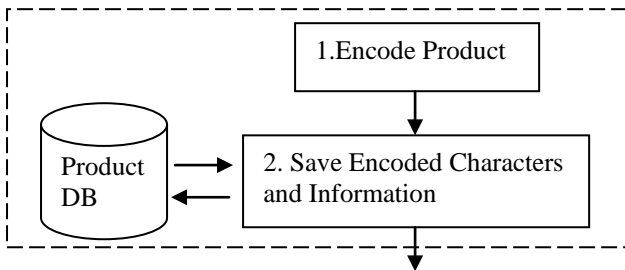 1.Encode Product
Product
DB
2. Save Encoded Characters
and Information